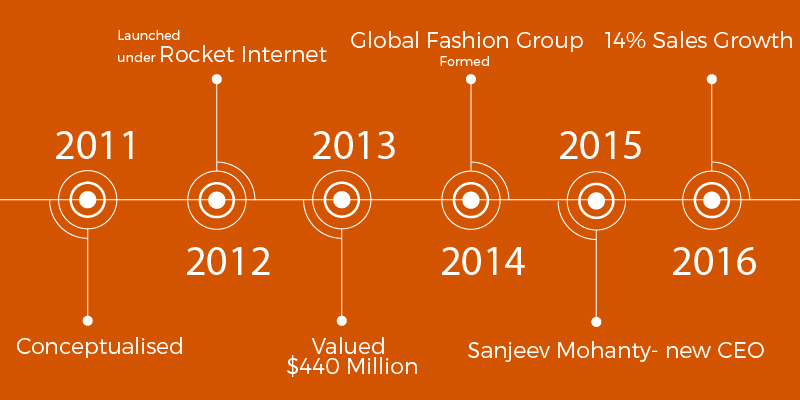 Launched
under Rocket Internet
Global Fashion Group
Formed
14% Sales Growth
2011
2013
2015
2012
2014
2016
Conceptualised
Valued
$440 Million
Sanjeev Mohanty- new CEO